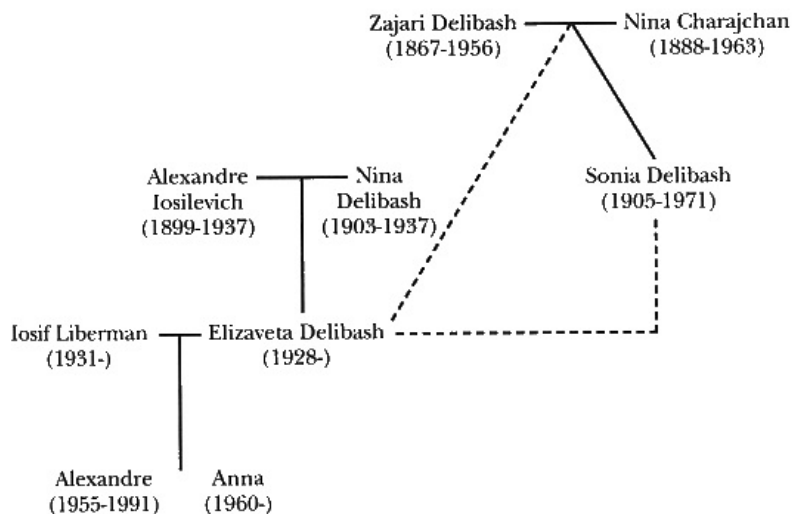 Zajari Delibash
(1867-1956)
Nina Charajchan
(1888-1963)
Alexandre
Iosilevich
(1899-1937)
Nina
Delibash
(1903-1937)
Sonia Delibash
(1905-1971)
Iosif Liberman
(1931-)
Elizaveta Delibash
(1928-)
Alexandre
(1955-1991)
Anna
(1960-)